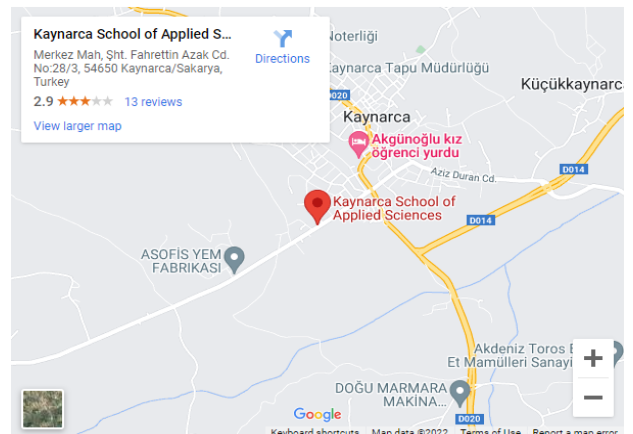 Kaynarca School of Applied S...
Merkez Mah, Şht. Fahrettin Azak Cd.
No:28/3, 54650 Kaynarca/Sakarya,
Turkey
2.9 13 reviews
View larger map
Directions
Noterliği
Kaynarca Tapu Müdürlüğü
D020
Küçükkaynarca
Kaynarca
Akgünoğlu kız
öğrenci yurdu
Aziz Duran Cd.
D014
Kaynarca School of
Applied Sciences
D014
ASOFİS YEM
FABRIKASI
Akdeniz Toros
Et Mamülleri Sanayi
DOĞU MARMARA
MAKİNA...
D020
Google
Keyboard shortcuts Map data ©2022 Terms of Use Report a map error